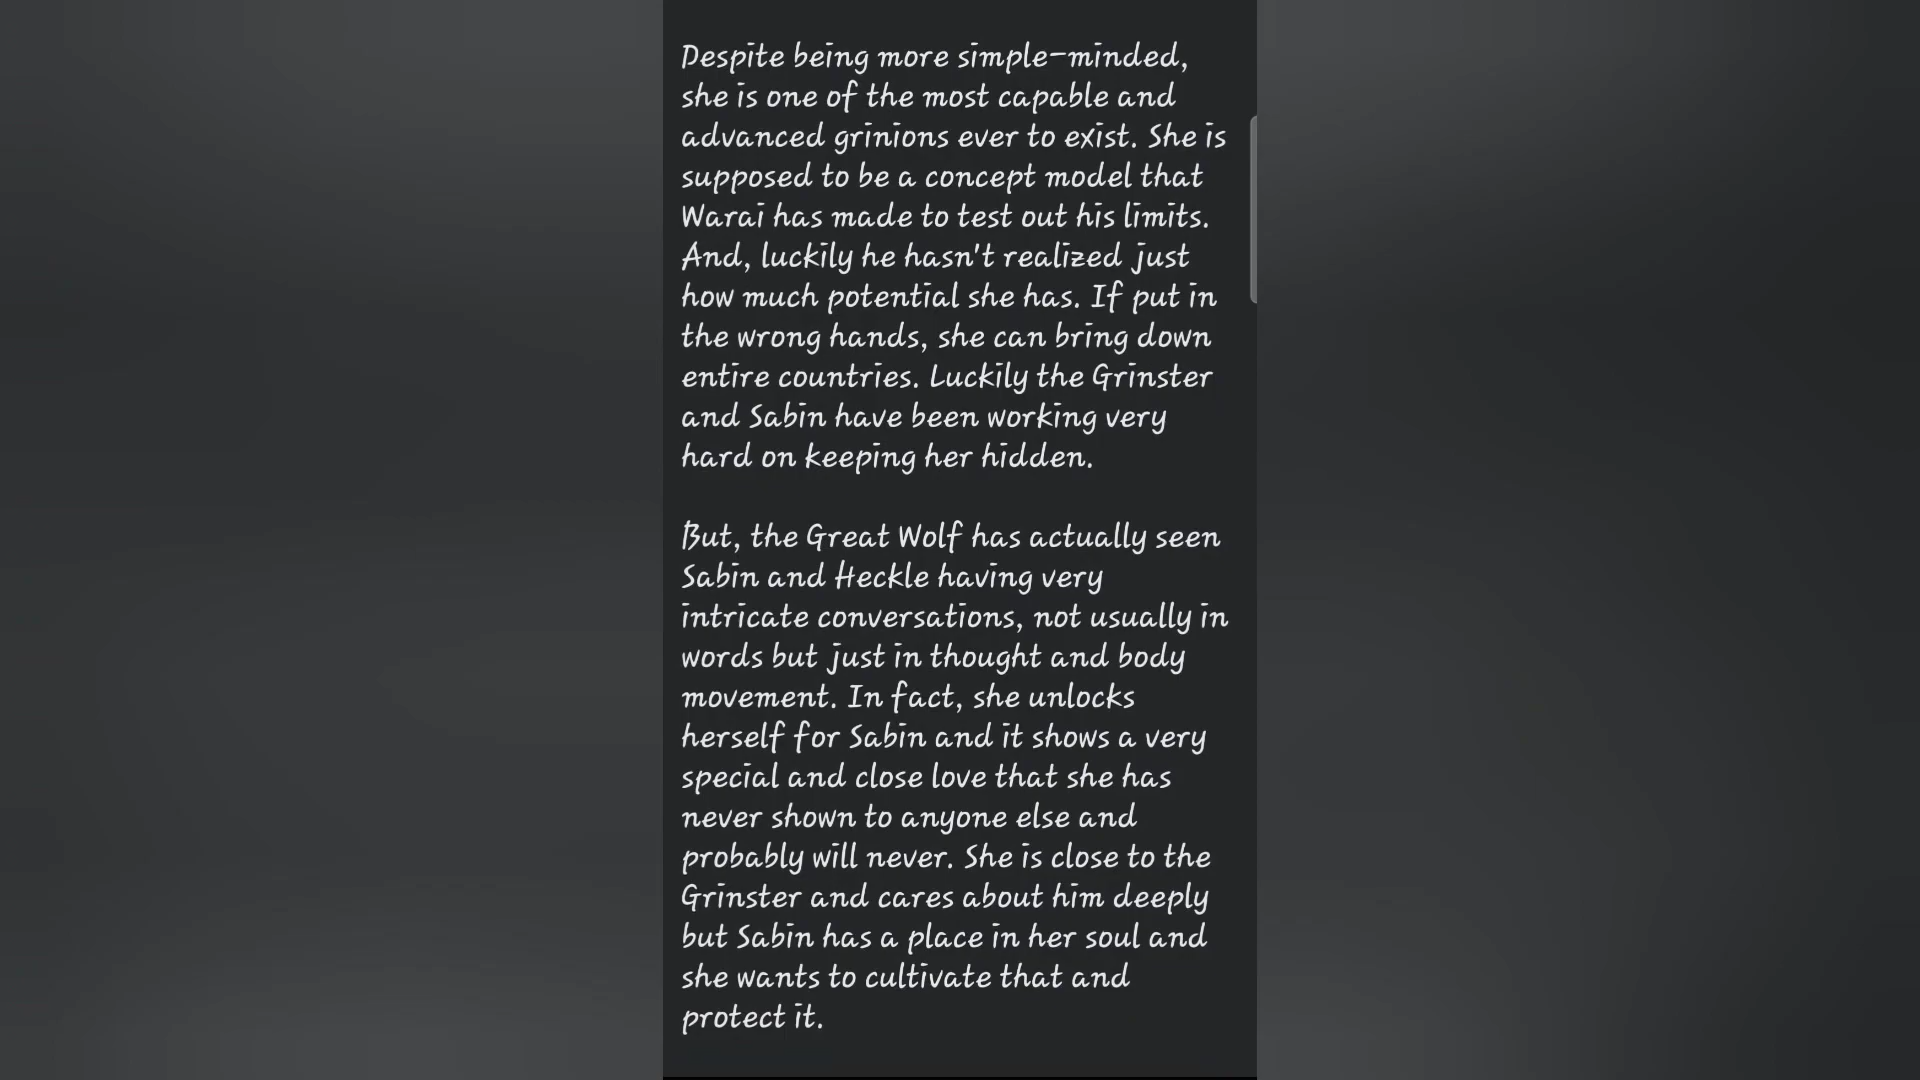 Despite being more simple-minded,
she is one of the most capable and
advanced grinions ever to exist. She is
supposed to be a concept model that
Warai has made to test out his limits.
And, luckily he hasn't realized just
how much potential she has. If put in
the wrong hands, she can bring down
entire countries. Luckily the Grinster
and Sabin have been working very
hard on keeping her hidden.
But, the Great Wolf has actually seen
Sabin and Heckle having very
intricate conversations, not usually in
words but just in thought and body
movement. In fact, she unlocks
herself for Sabin and it shows a very
special and close love that she has
never shown to anyone else and
probably will never. She is close to the
Grinster and cares about him deeply
but Sabin has a place in her soul and
she wants to cultivate that and
protect it.